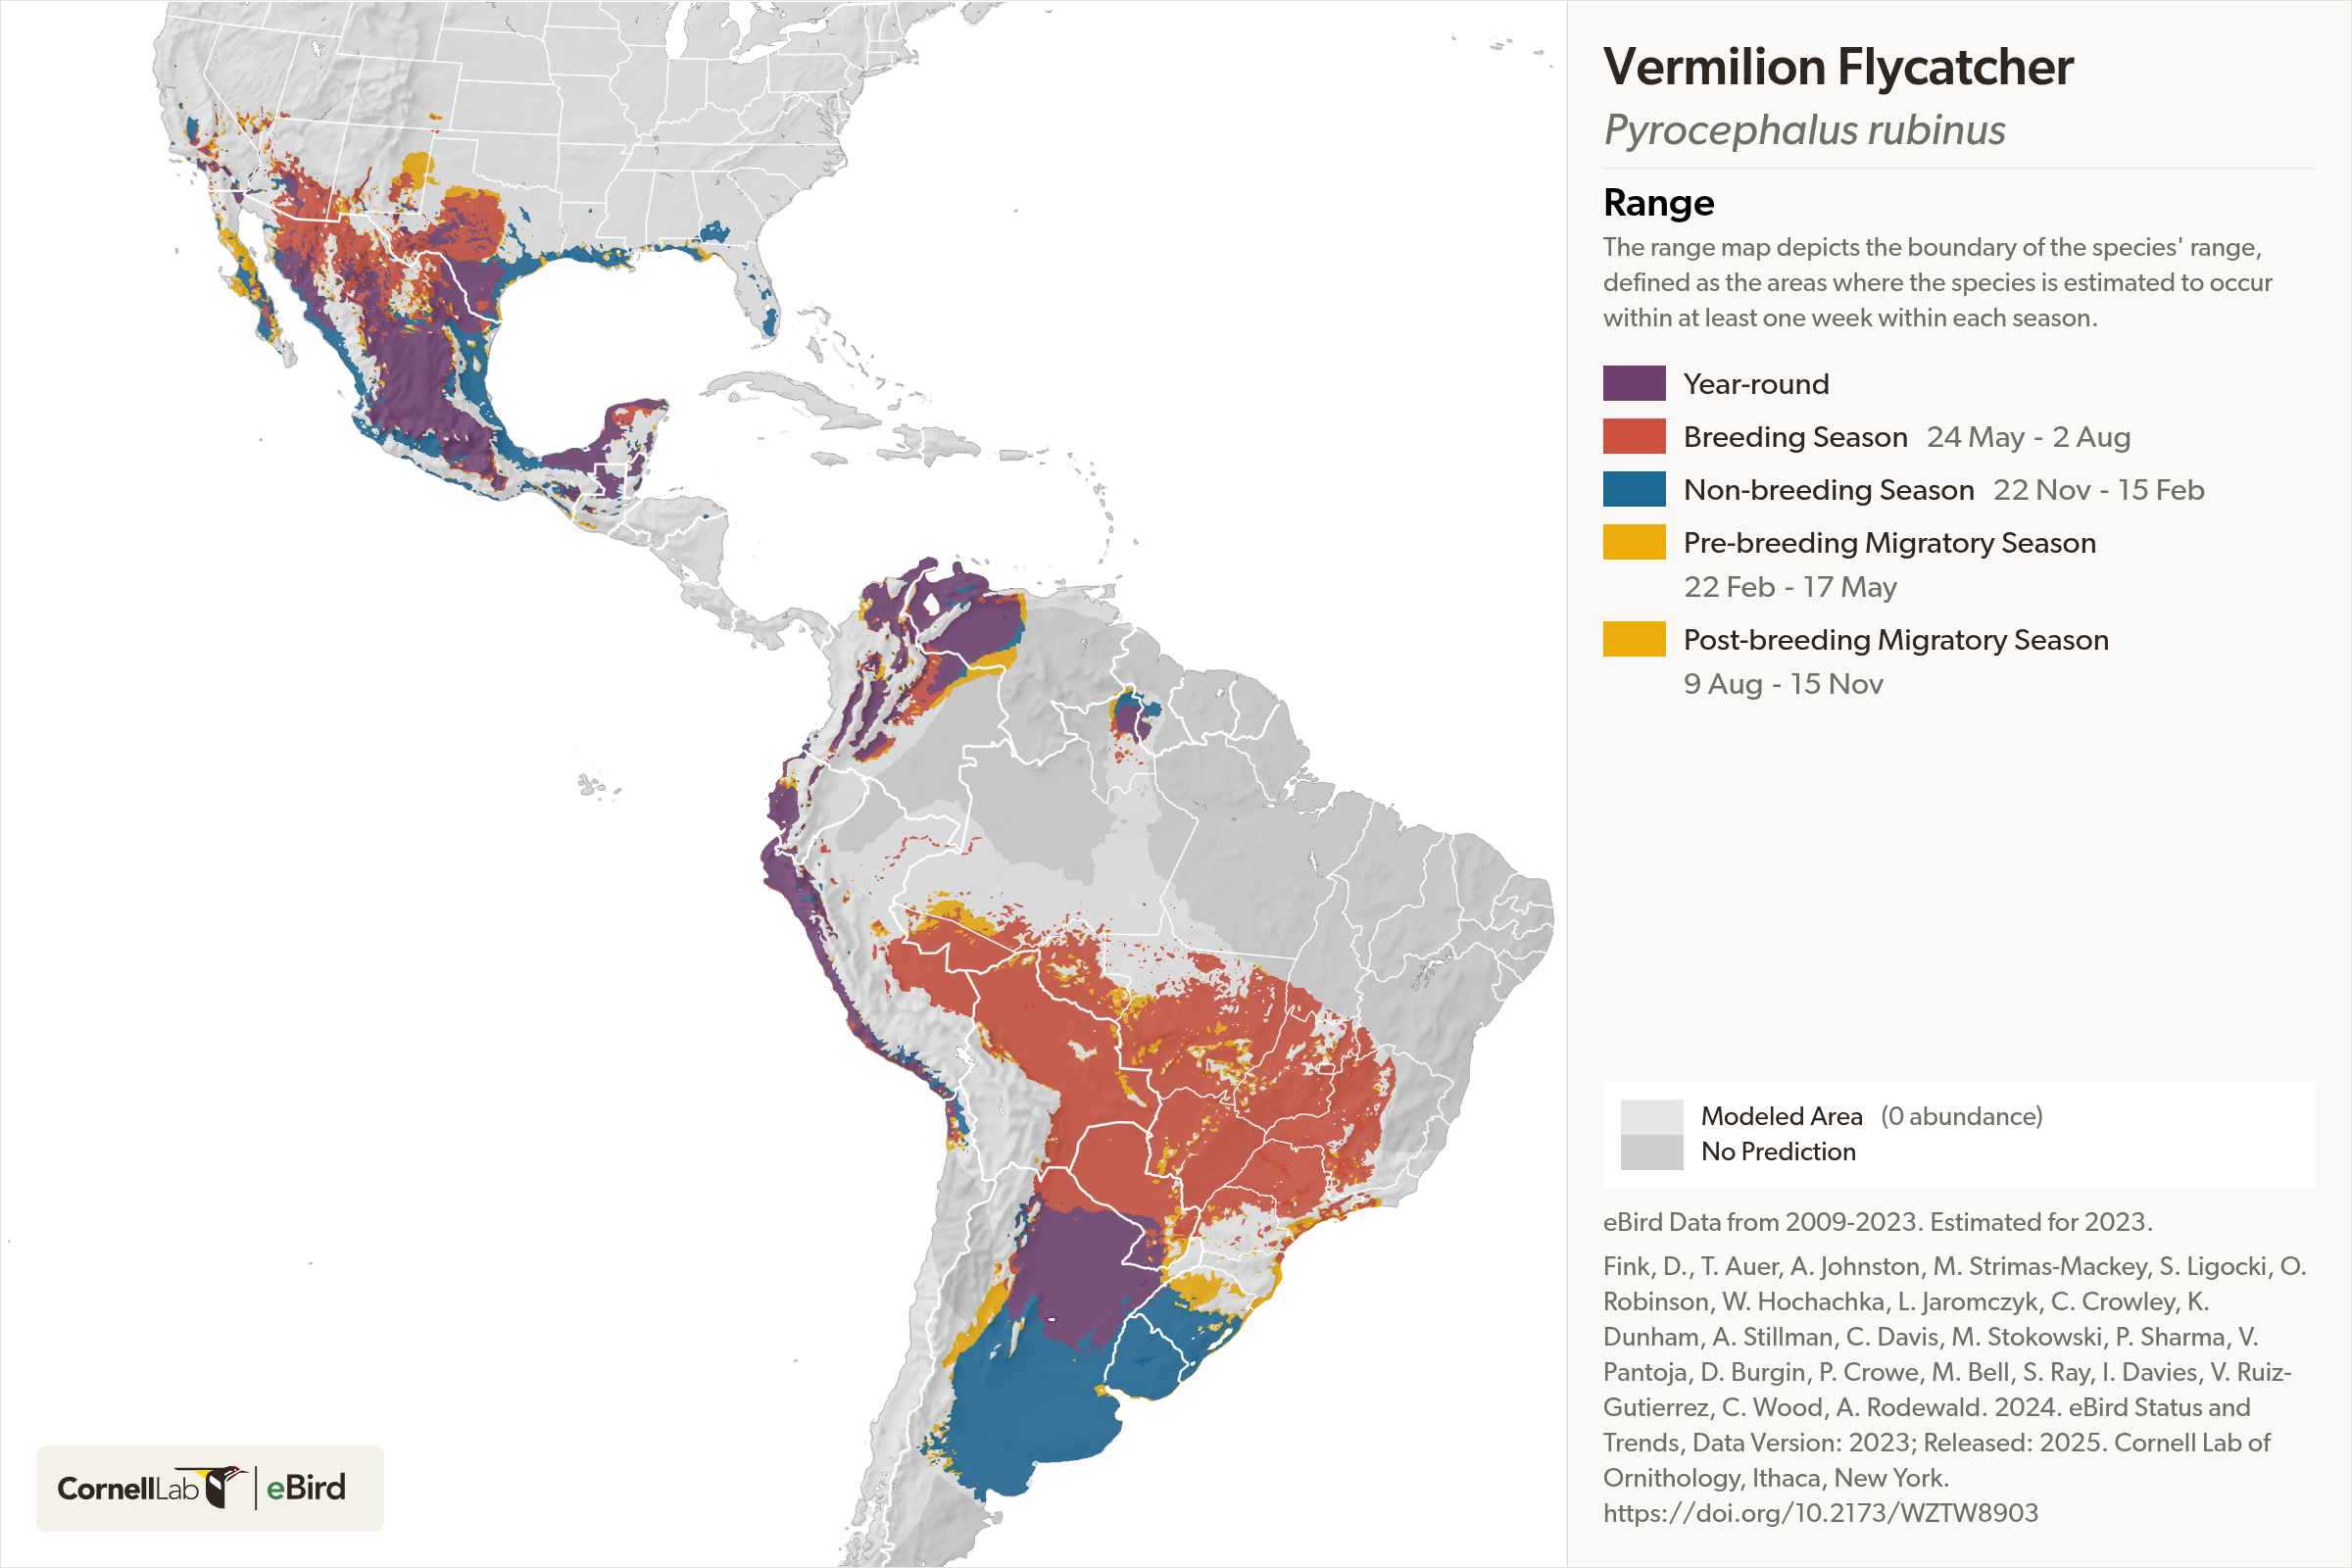 Vermilion Flycatcher
Pyrocephalus rubinus
Range
The range map depicts the boundary of the species' range,
defined as the areas where the species is estimated to occur
within at least one week within each season.
Year-round
Breeding Season 24 May - 2 Aug
Non-breeding Season 22 Nov - 15 Feb
Pre-breeding Migratory Season
22 Feb - 17 May
Post-breeding Migratory Season
9 Aug - 15 Nov
Modeled Area (0 abundance)
No Prediction
eBird Data from 2009-2023. Estimated for 2023.
Fink, D., T. Auer, A. Johnston, M. Strimas-Mackey, S. Ligocki, O.
Robinson, W. Hochachka, L. Jaromczyk, C. Crowley, K.
Dunham, A. Stillman, C. Davis, M. Stokowski, P. Sharma, V.
Pantoja, D. Burgin, P. Crowe, M. Bell, S. Ray, I. Davies, V. Ruiz-
Gutierrez, C. Wood, A. Rodewald. 2024. eBird Status and
Trends, Data Version: 2023; Released: 2025. Cornell Lab of
Ornithology, Ithaca, New York.
https://doi.org/10.2173/WZTW8903
CornellLab eBird